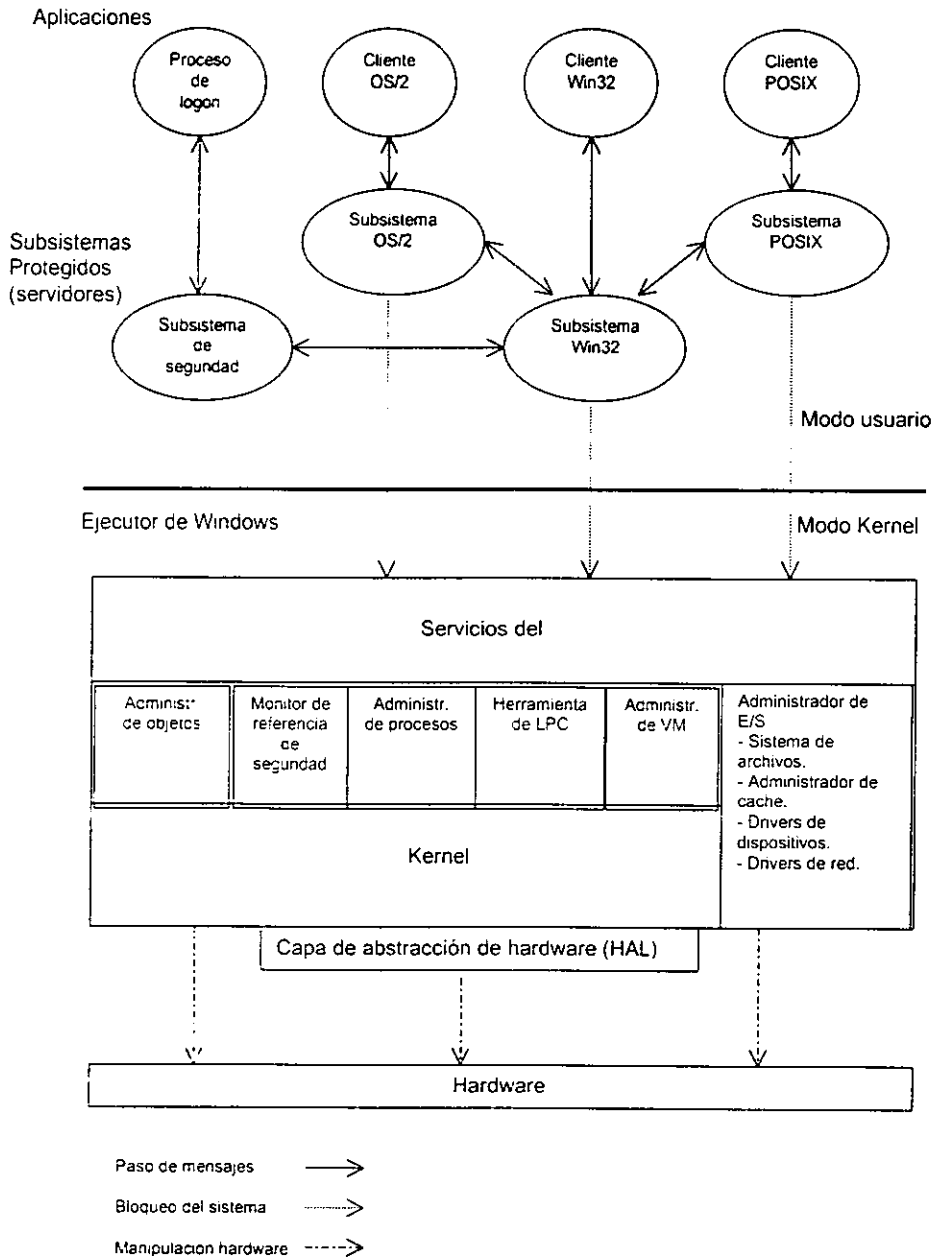 Aplicaciones
Proceso
de
logon
Cliente
OS/2
Cliente
Win32
Cliente
POSIX
Subsistema
OS/2
Subsistema
POSIX
Subsistemas
Protegidos
(servidores)
Subsistema
de
segundad
Subsistema
Win32
Modo usuario
Ejecutor de Windows
Modo Kernel
Servicios del
Administr
de objetos
Monitor de
referencia
de
segundad
Administr.
de procesos
Herramienta
de LPC
Administr.
de VM
Administrador de
E/S
- Sistema de
archivos.
- Administrador de
cache.
- Drivers de
dispositivos.
- Drivers de red.
Kernel
Capa de abstracción de hardware (HAL)
Hardware
Paso de mensajes
Bloqueo del sistema
Manipulacion hardware